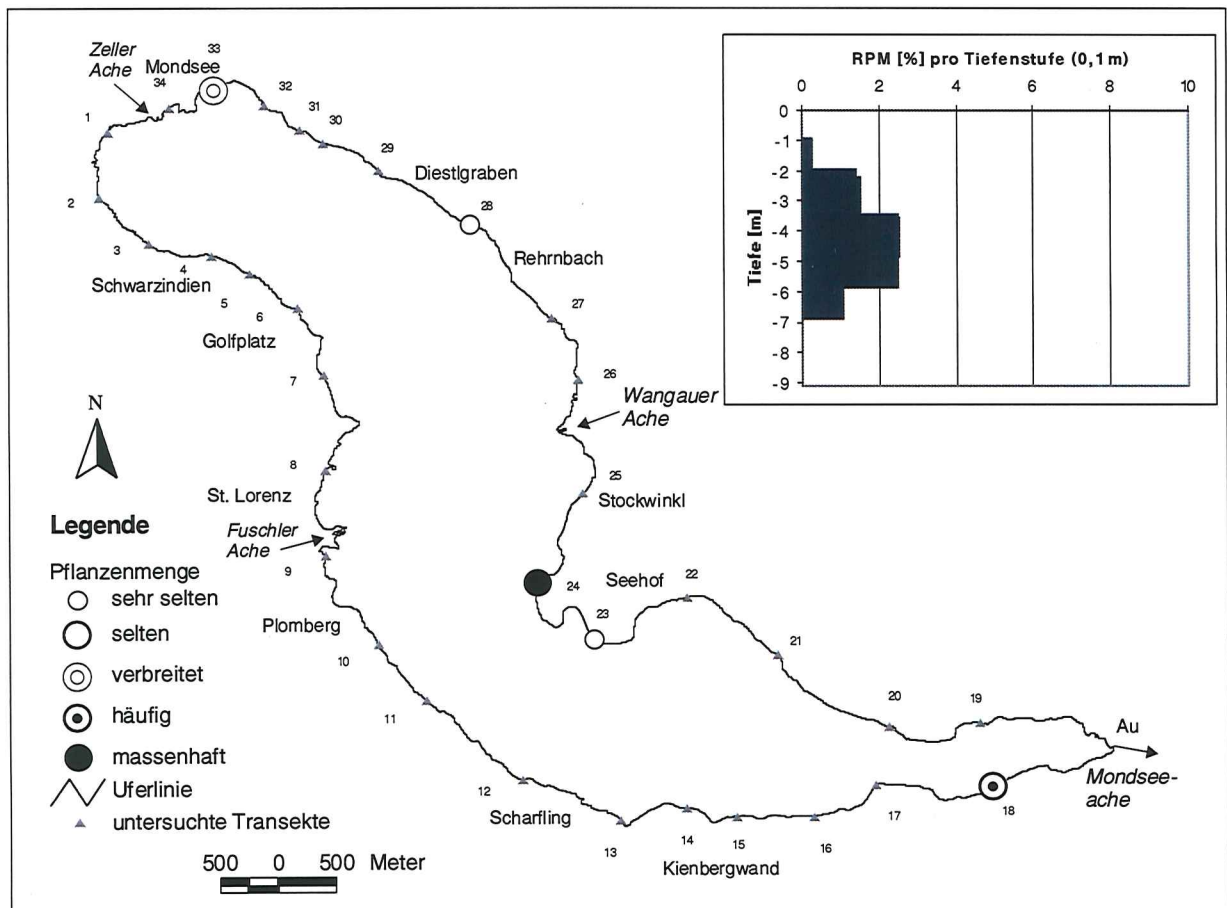 Zeller
Ache
Mondsee
33
34
32
31
30
29
1
2
3
4
5
6
7
8
9
10
11
12
13
14
15
16
17
18
19
20
21
22
23
24
25
26
27
28
Diestlgraben
Rehrnbach
Schwarzindien
Golfplatz
Wangauer
Ache
Stockwinkl
St. Lorenz
Fuschler
Ache
Plomberg
Seehof
Scharfling
Kienbergwand
Au
Mondsee-
ache
N
Legende
Pflanzenmenge
sehr selten
selten
verbreitet
häufig
massenhaft
Uferlinie
untersuchte Transekte
500 0 500 Meter
RPM [%] pro Tiefenstufe (0,1 m)
0 2 4 6 8 10
Tiefe [m]
0
-1
-2
-3
-4
-5
-6
-7
-8
-9